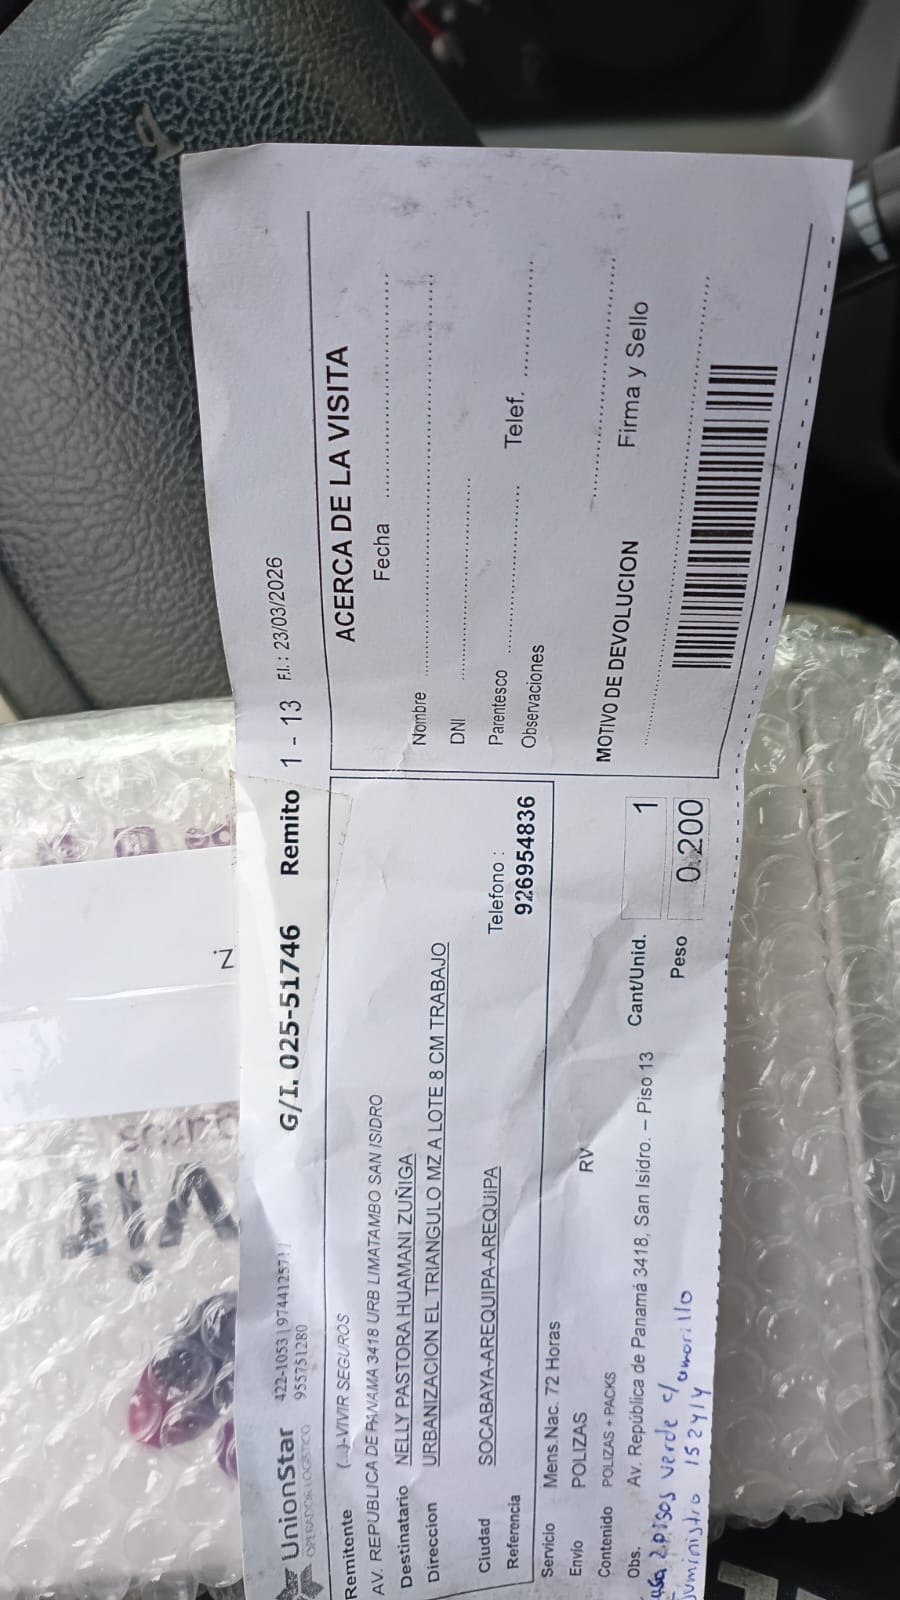 UnionStar
OPERADOR LOGISTICO
422-1053 | 974412571 |
955751280
G/I. 025-51746 Remito 1 - 13 F.I.: 23/03/2026
Remitente (...)-VIVIR SEGUROS
AV. REPUBLICA DE PANAMA 3418 URB LIMATAMBO SAN ISIDRO
Destinatario NELLY PASTORA HUAMANI ZUÑIGA
Direccion URBANIZACION EL TRIANGULO MZ A LOTE 8 CM TRABAJO
Ciudad SOCABAYA-AREQUIPA-AREQUIPA
Telefono :
926954836
Referencia
Servicio Mens.Nac. 72 Horas
Envio POLIZAS
RV
Contenido POLIZAS + PACKS
Obs. Av. República de Panamá 3418, San Isidro. – Piso 13
Cant/Unid. 1
Peso 0.200
casa 2 pisos verde c/ amarillo
suministro 152414
ACERCA DE LA VISITA
Fecha
Nombre
DNI
Parentesco Telef.
Observaciones
MOTIVO DE DEVOLUCION Firma y Sello
N.